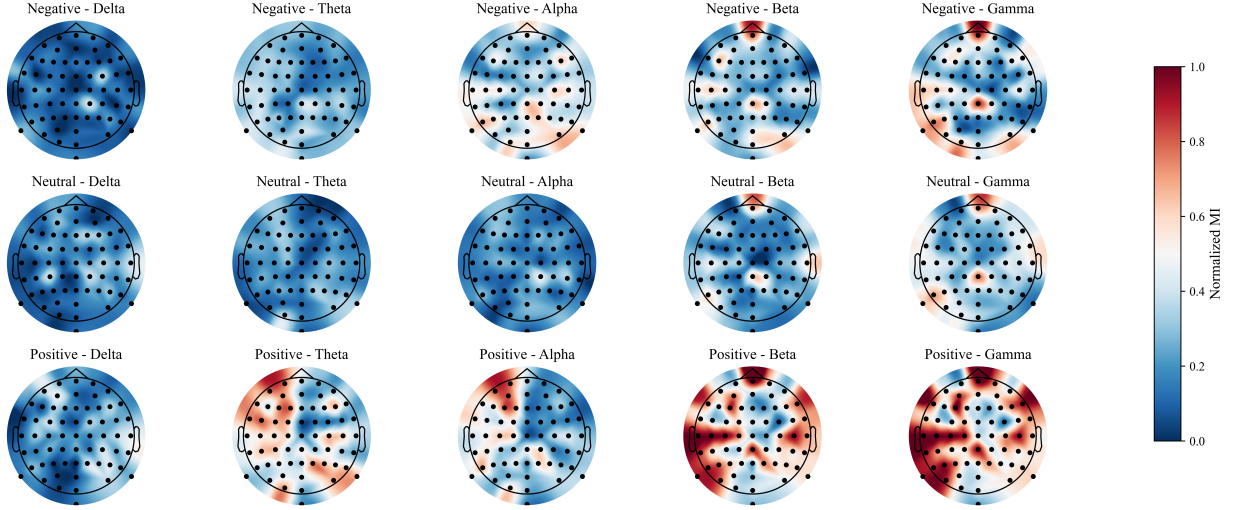 Negative - Delta
Negative - Theta
Negative - Alpha
Negative - Beta
Negative - Gamma
Neutral - Delta
Neutral - Theta
Neutral - Alpha
Neutral - Beta
Neutral - Gamma
Positive - Delta
Positive - Theta
Positive - Alpha
Positive - Beta
Positive - Gamma
1.0
0.8
0.6
0.4
0.2
0.0
Normalized MI